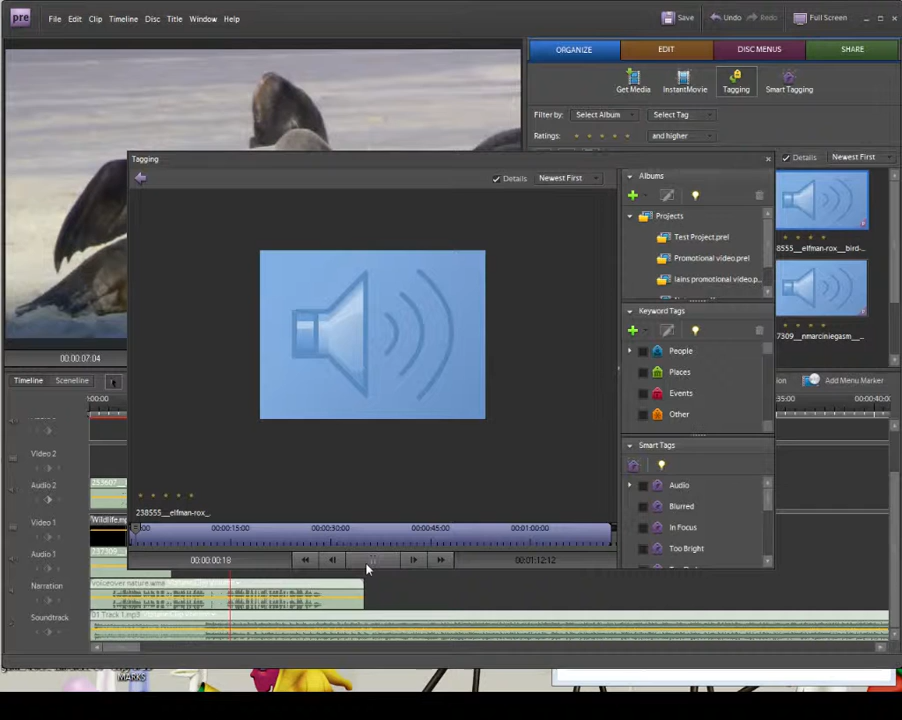 pre File Edit Clip Timeline Disc Title Window Help Save Undo Redo Full Screen
ORGANIZE EDIT DISC MENUS SHARE
Get Media InstantMovie Tagging Smart Tagging
Filter by: Select Album Select Tag
Ratings: and higher
Tagging
Details Newest First
Details Newest First
Albums
Projects
Test Project.prel
Promotional video.prel
Iains promotional video.p..
8555__elfman-rox__bird-...
7309__nmarciniegasm__...
Keyword Tags
People
Places
Events
Other
00:00:07:04
Timeline Sceneline
Add Menu Marker
00:00
35:00 00:00:40:0
Video 2
Audio 2
Video 1
Wildlife.mp
Audio 1
Smart Tags
Audio
Blurred
In Focus
Too Bright
238555__elfman-rox_..
:00 00:00:15:00 00:00:30:00 00:00:45:00 00:01:00:00
00:00:00:18 00:01:12:12
Narration
voiceover nature.wma
Soundtrack
01 Track 1.mp3
MARKS